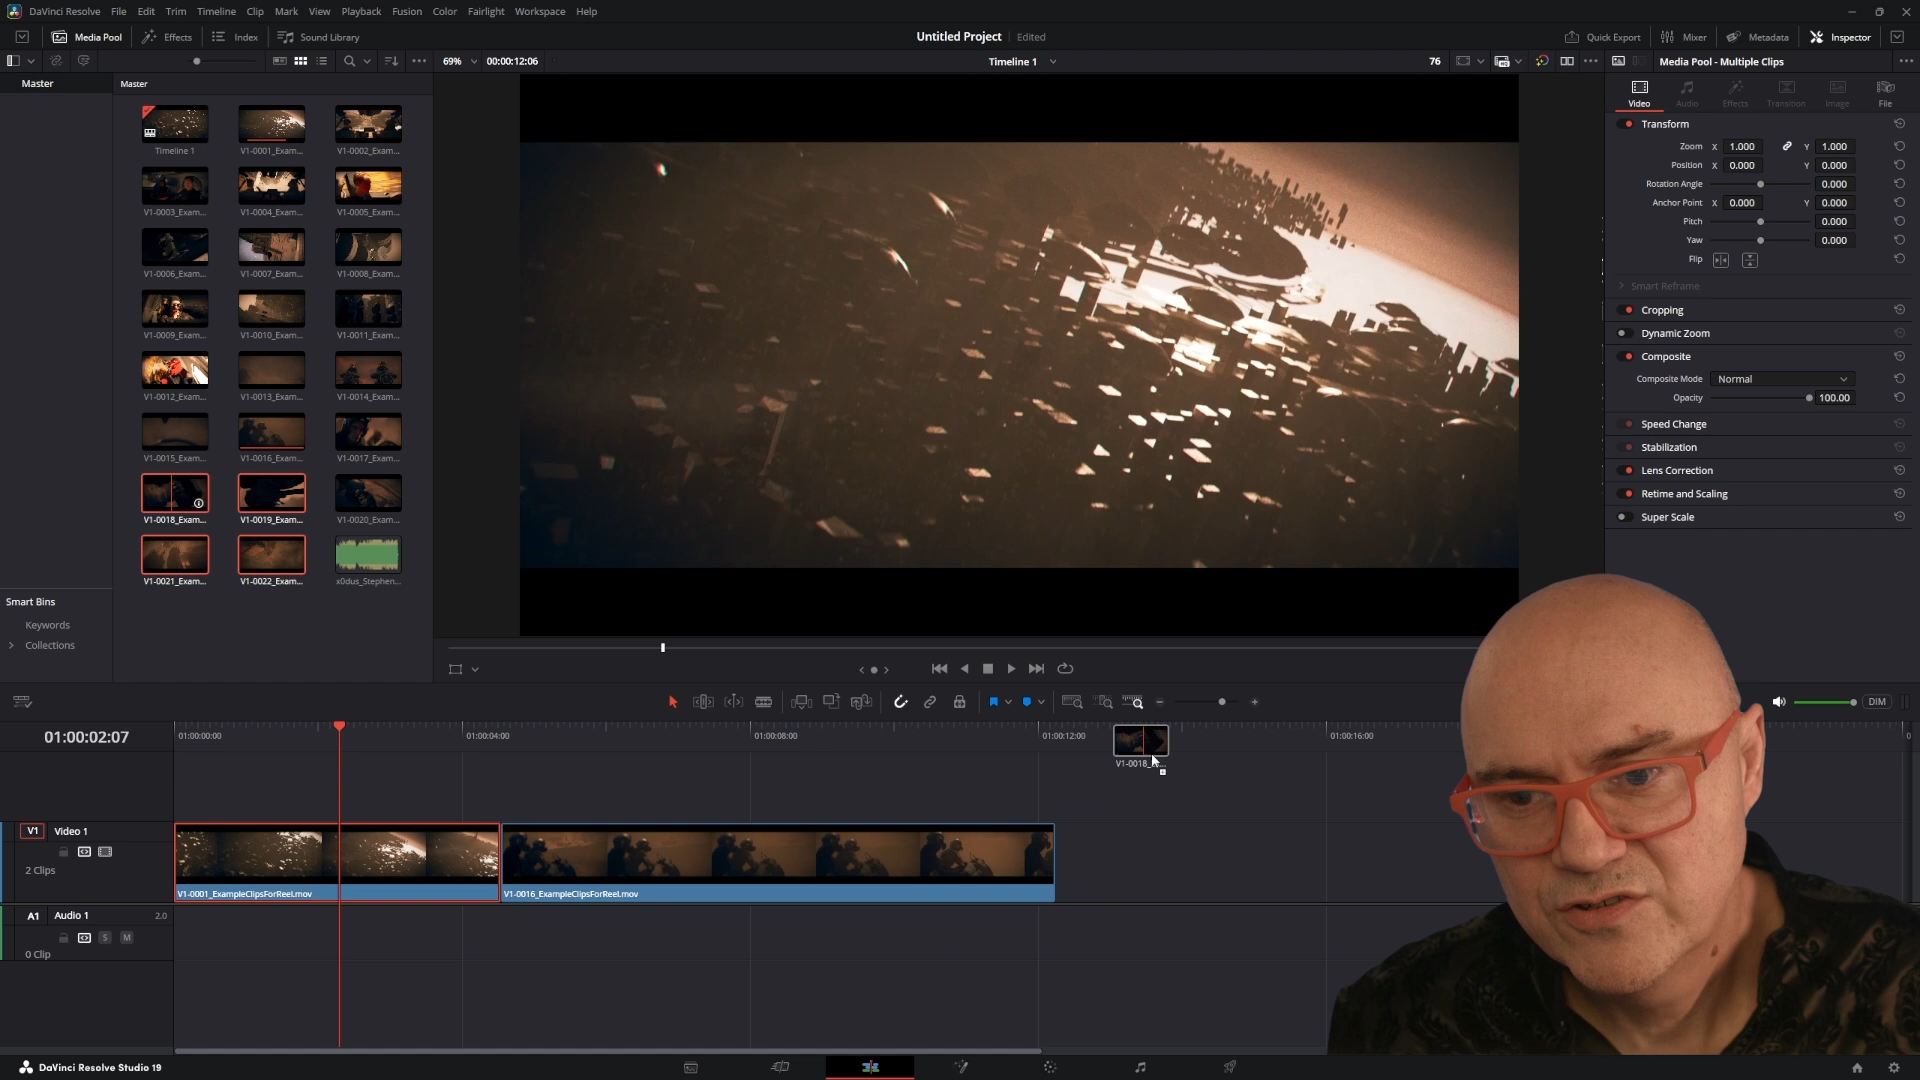 DaVinci Resolve File Edit Trim Timeline Clip Mark View Playback Fusion Color Fairlight Workspace Help
Media Pool Effects Index Sound Library Untitled Project Edited Quick Export Mixer Metadata Inspector
69% 00:00:12:06 Timeline 1 76 Media Pool - Multiple Clips
Master Master
Video Audio Effects Transition Image File
Timeline 1 V1-0001_Exam... V1-0002_Exam...
V1-0003_Exam... V1-0004_Exam... V1-0005_Exam...
V1-0006_Exam... V1-0007_Exam... V1-0008_Exam...
V1-0009_Exam... V1-0010_Exam... V1-0011_Exam...
V1-0012_Exam... V1-0013_Exam... V1-0014_Exam...
V1-0015_Exam... V1-0016_Exam... V1-0017_Exam...
V1-0018_Exam... V1-0019_Exam... V1-0020_Exam...
V1-0021_Exam... V1-0022_Exam... x0dus_Stephen...
Smart Bins
Keywords
Collections
Transform
Zoom X 1.000 Y 1.000
Position X 0.000 Y 0.000
Rotation Angle 0.000
Anchor Point X 0.000 Y 0.000
Pitch 0.000
Yaw 0.000
Flip
Smart Reframe
Cropping
Dynamic Zoom
Composite
Composite Mode Normal
Opacity 100.00
Speed Change
Stabilization
Lens Correction
Retime and Scaling
Super Scale
DIM
01:00:02:07 01:00:00:00 01:00:04:00 01:00:08:00 01:00:12:00 01:00:16:00
V1-0018_
V1 Video 1
2 Clips
V1-0001_ExampleClipsForReel.mov V1-0016_ExampleClipsForReel.mov
A1 Audio 1 2.0
S M
0 Clip
DaVinci Resolve Studio 19